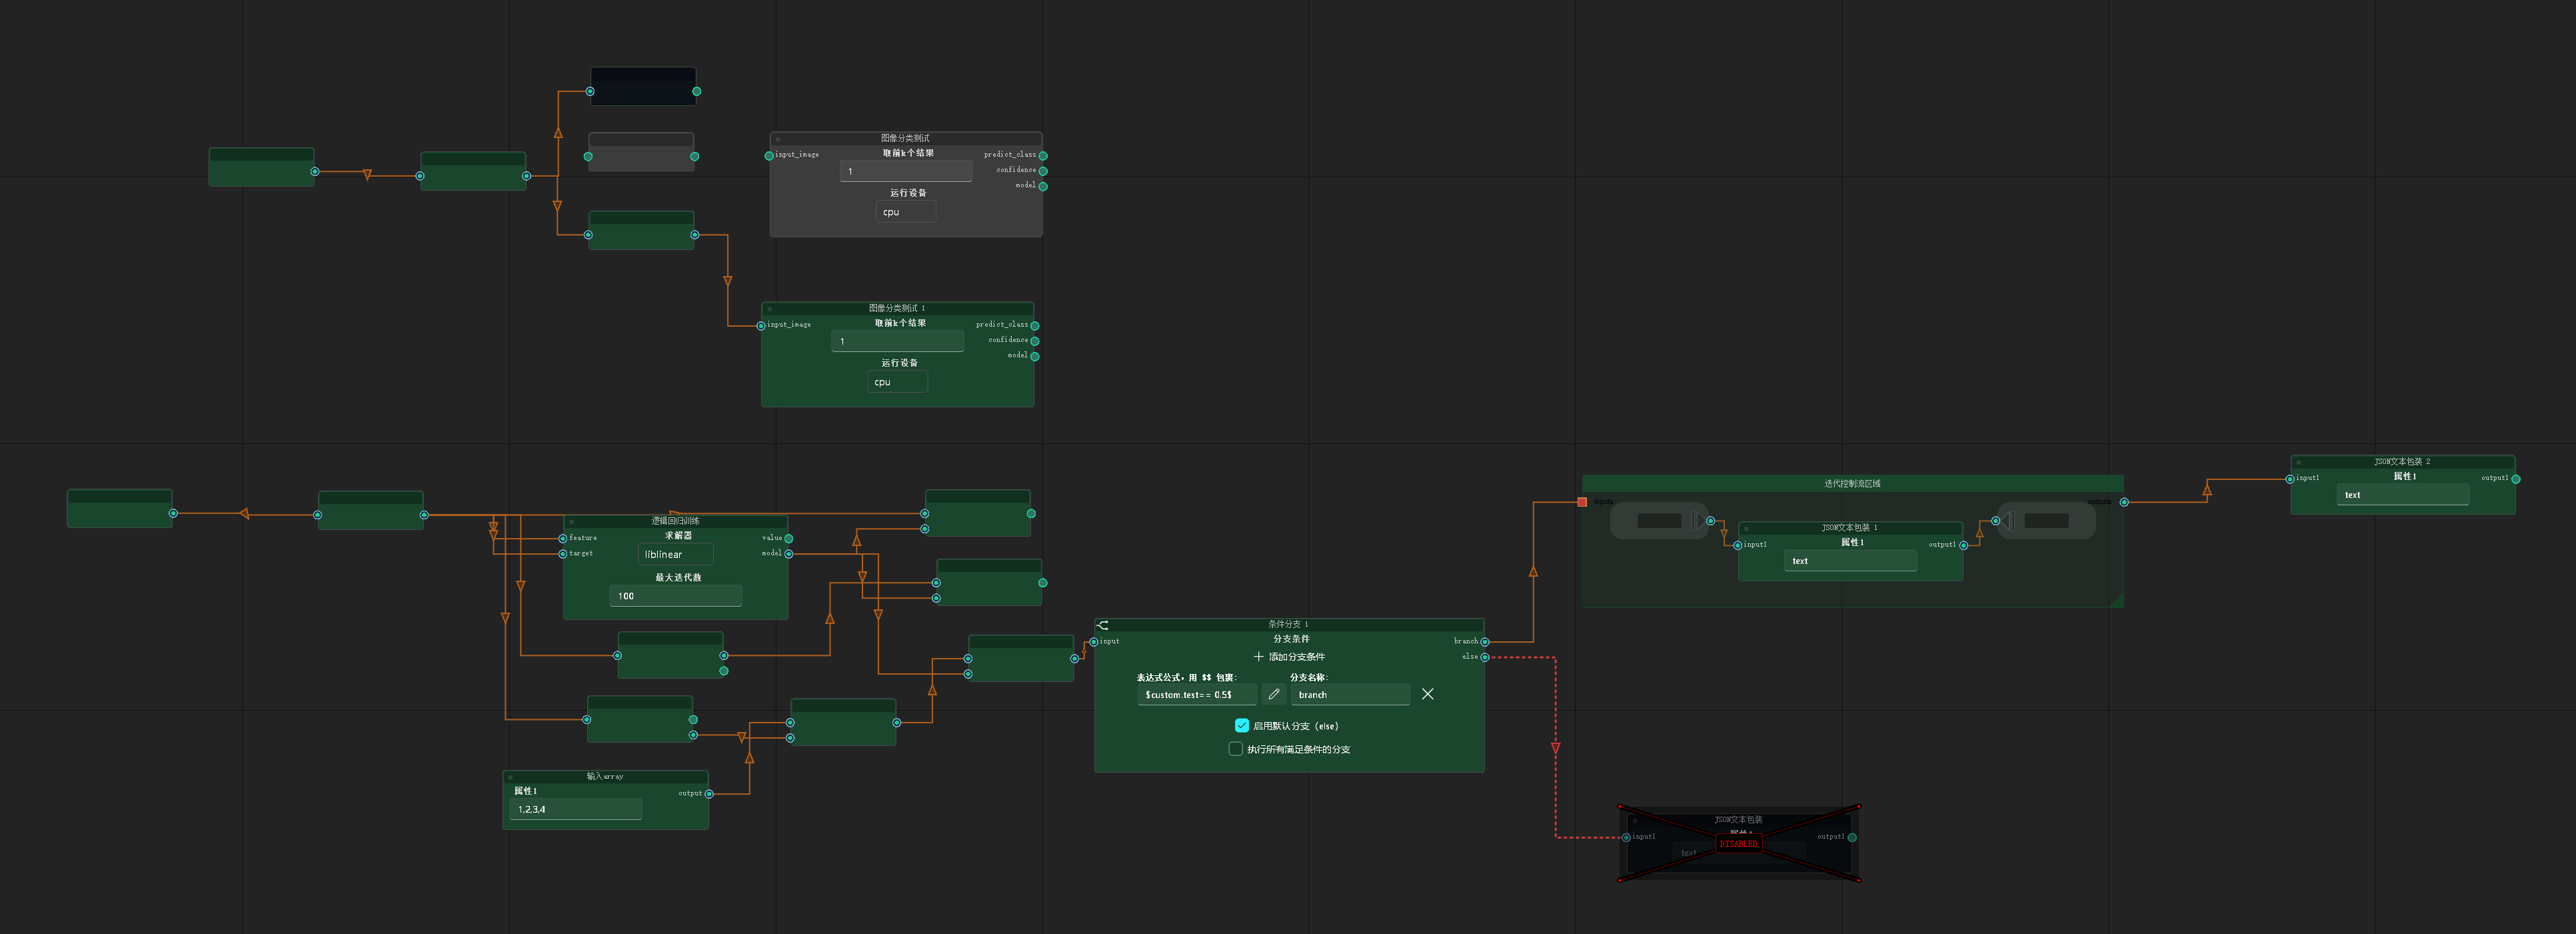 图像分类测试
input_image
取前k个结果
predict_class
1
confidence
model
运行设备
cpu
图像分类测试 1
input_image
取前k个结果
predict_class
1
confidence
model
运行设备
cpu
逻辑回归训练
feature
求解器
value
target
liblinear
model
最大迭代数
100
输入array
属性1
output
1,2,3,4
条件分支 1
input
分支条件
branch
添加分支条件
else
表达式公式, 用 $$ 包裹:
分支名称:
$custom.test== 0.5$
branch
启用默认分支 (else)
执行所有满足条件的分支
迭代控制流区域
inputs
outputs
JSON文本包装 1
属性1
input1
output1
text
JSON文本包装 2
属性1
input1
output1
text
JSON文本包装
属性1
input1
output1
text
DISABLED